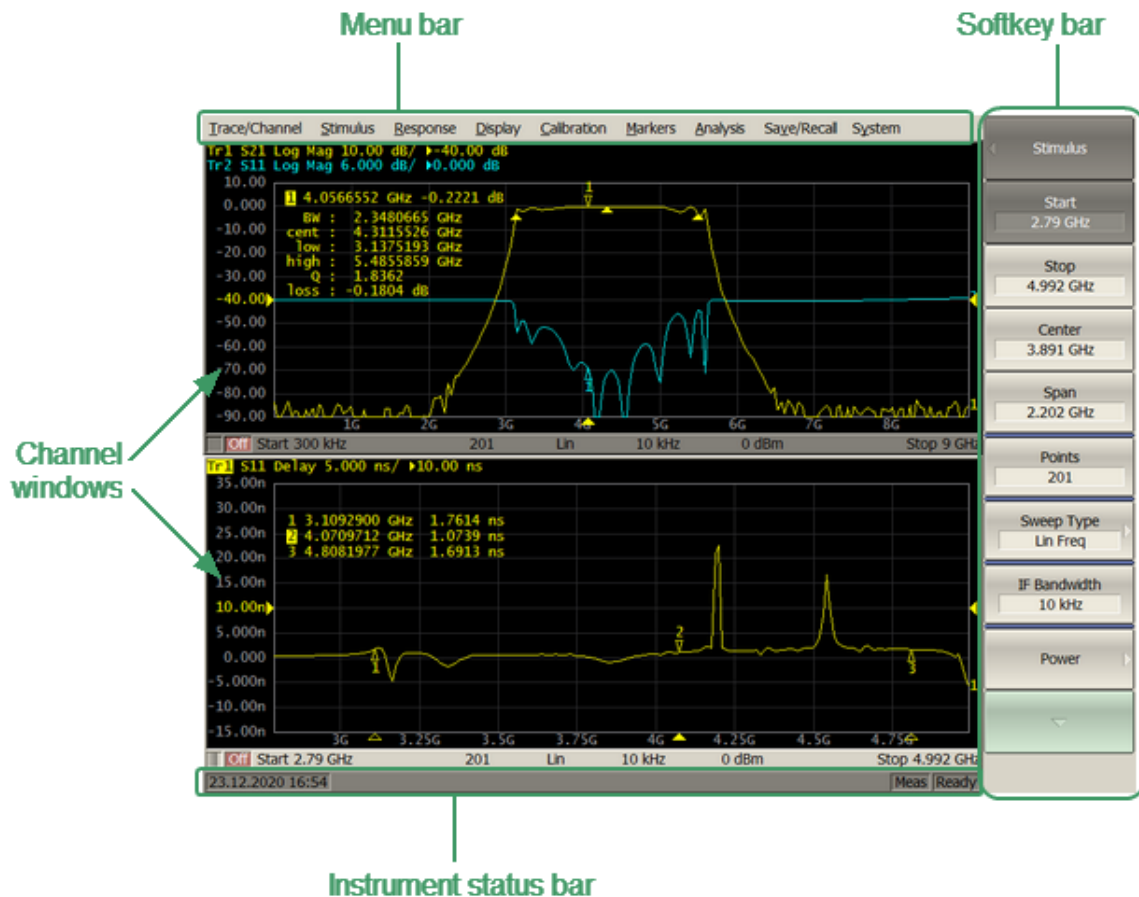 Menu bar
Softkey bar
Trace/Channel Stimulus Response Display Calibration Markers Analysis Save/Recall System
Tr1 S21 Log Mag 10.00 dB/ ▶-40.00 dB
Tr2 S11 Log Mag 6.000 dB/ ▶0.000 dB
10.00
0.000
-10.00
-20.00
-30.00
-40.00
-50.00
-60.00
-70.00
-80.00
-90.00
1 4.0566552 GHz -0.2221 dB
BW : 2.3480665 GHz
cent : 4.3115526 GHz
low : 3.1375193 GHz
high : 5.4855859 GHz
Q : 1.8362
loss : -0.1804 dB
1
2
1
1G 2G 3G 4G 5G 6G 7G 8G
Off Start 300 kHz 201 Lin 10 kHz 0 dBm Stop 9 GHz
Channel
windows
Tr1 S11 Delay 5.000 ns/ ▶10.00 ns
35.00n
30.00n
25.00n
20.00n
15.00n
10.00n
5.000n
0.000
-5.000n
-10.00n
-15.00n
1 3.1092900 GHz 1.7614 ns
2 4.0709712 GHz 1.0739 ns
3 4.8081977 GHz 1.6913 ns
1
2
3
1
3G 3.25G 3.5G 3.75G 4G 4.25G 4.5G 4.75G
Off Start 2.79 GHz 201 Lin 10 kHz 0 dBm Stop 4.992 GHz
23.12.2020 16:54 Meas Ready
Stimulus
Start
2.79 GHz
Stop
4.992 GHz
Center
3.891 GHz
Span
2.202 GHz
Points
201
Sweep Type
Lin Freq
IF Bandwidth
10 kHz
Power
Instrument status bar